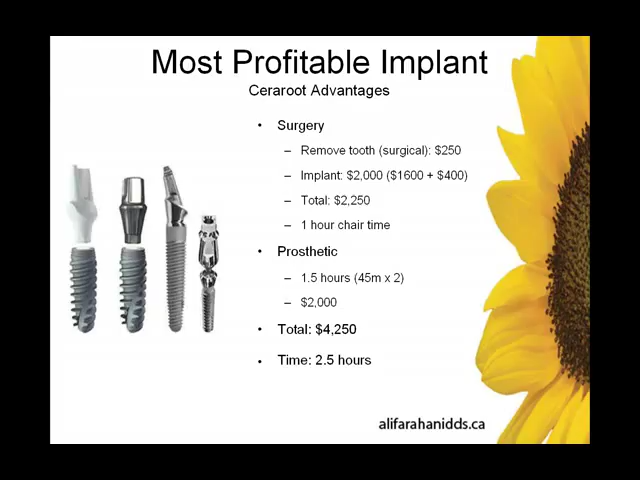 Most Profitable Implant
Ceraroot Advantages
• Surgery
– Remove tooth (surgical): $250
– Implant: $2,000 ($1600 + $400)
– Total: $2,250
– 1 hour chair time
• Prosthetic
– 1.5 hours (45m x 2)
– $2,000
• Total: $4,250
• Time: 2.5 hours
alifarahanidds.ca